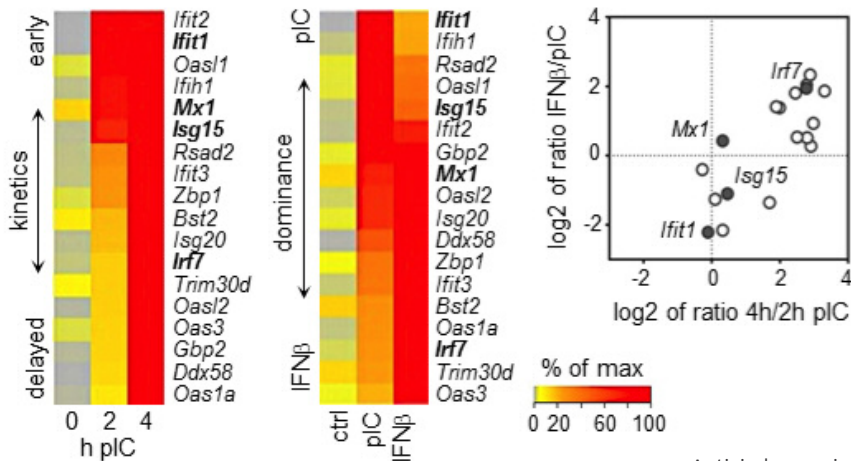 early
kinetics
delayed
Ifit2
Ifit1
Oasl1
Ifih1
Mx1
Isg15
Rsad2
Ifit3
Zbp1
Bst2
Isg20
Irf7
Trim30d
Oasl2
Oas3
Gbp2
Ddx58
Oas1a
0 2 4
h pIC
pIC
dominance
IFNβ
Ifit1
Ifih1
Rsad2
Oasl1
Isg15
Ifit2
Gbp2
Mx1
Oasl2
Isg20
Ddx58
Zbp1
Ifit3
Bst2
Oas1a
Irf7
Trim30d
Oas3
ctrl
pIC
IFNβ
log2 of ratio IFNβ/pIC
4
2
0
-2
Irf7
Mx1
Isg15
Ifit1
-2 0 2 4
log2 of ratio 4h/2h pIC
% of max
0 20 60 100